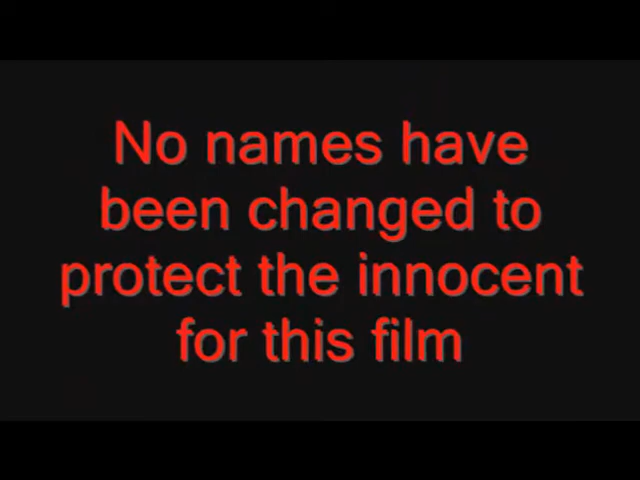 No names have
been changed to
protect the innocent
for this film